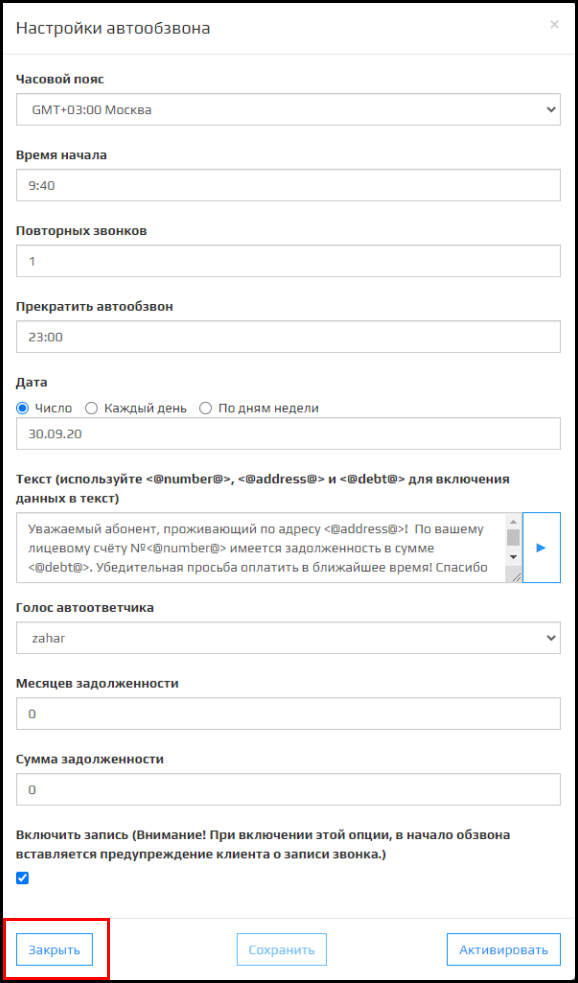 Настройки автообзвона
×
Часовой пояс
GMT+03:00 Москва
Время начала
9:40
Повторных звонков
1
Прекратить автообзвон
23:00
Дата
Число Каждый день По дням недели
30.09.20
Текст (используйте <@number@>, <@address@> и <@debt@> для включения
данных в текст)
Уважаемый абонент, проживающий по адресу <@address@>! По вашему
лицевому счёту №<@number@> имеется задолженность в сумме
<@debt@>. Убедительная просьба оплатить в ближайшее время! Спасибо
Голос автоответчика
zahar
Месяцев задолженности
0
Сумма задолженности
0
Включить запись (Внимание! При включении этой опции, в начало обзвона
вставляется предупреждение клиента о записи звонка.)
Закрыть Сохранить Активировать